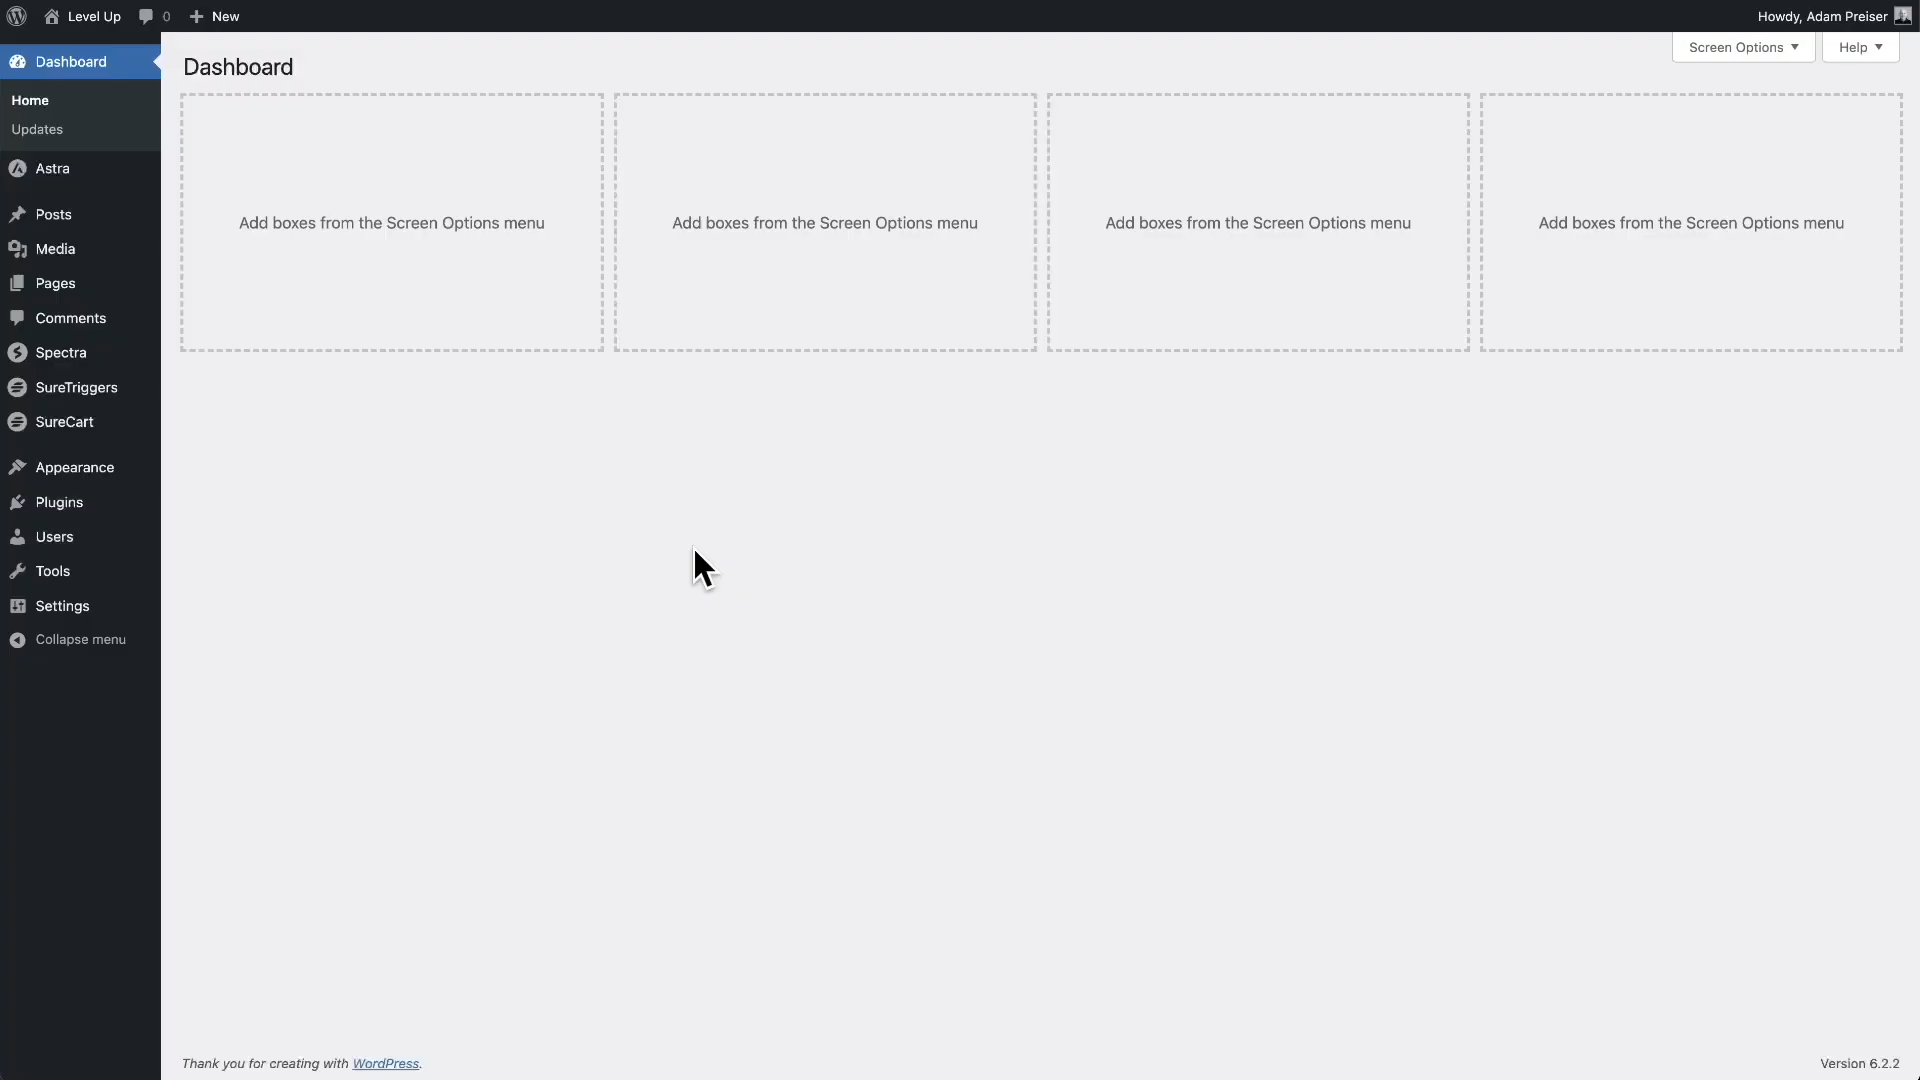 Level Up
0
New
Howdy, Adam Preiser
Dashboard
Home
Updates
Astra
Posts
Media
Pages
Comments
Spectra
SureTriggers
SureCart
Appearance
Plugins
Users
Tools
Settings
Collapse menu
Screen Options
Help
Dashboard
Add boxes from the Screen Options menu
Add boxes from the Screen Options menu
Add boxes from the Screen Options menu
Add boxes from the Screen Options menu
Thank you for creating with WordPress.
Version 6.2.2